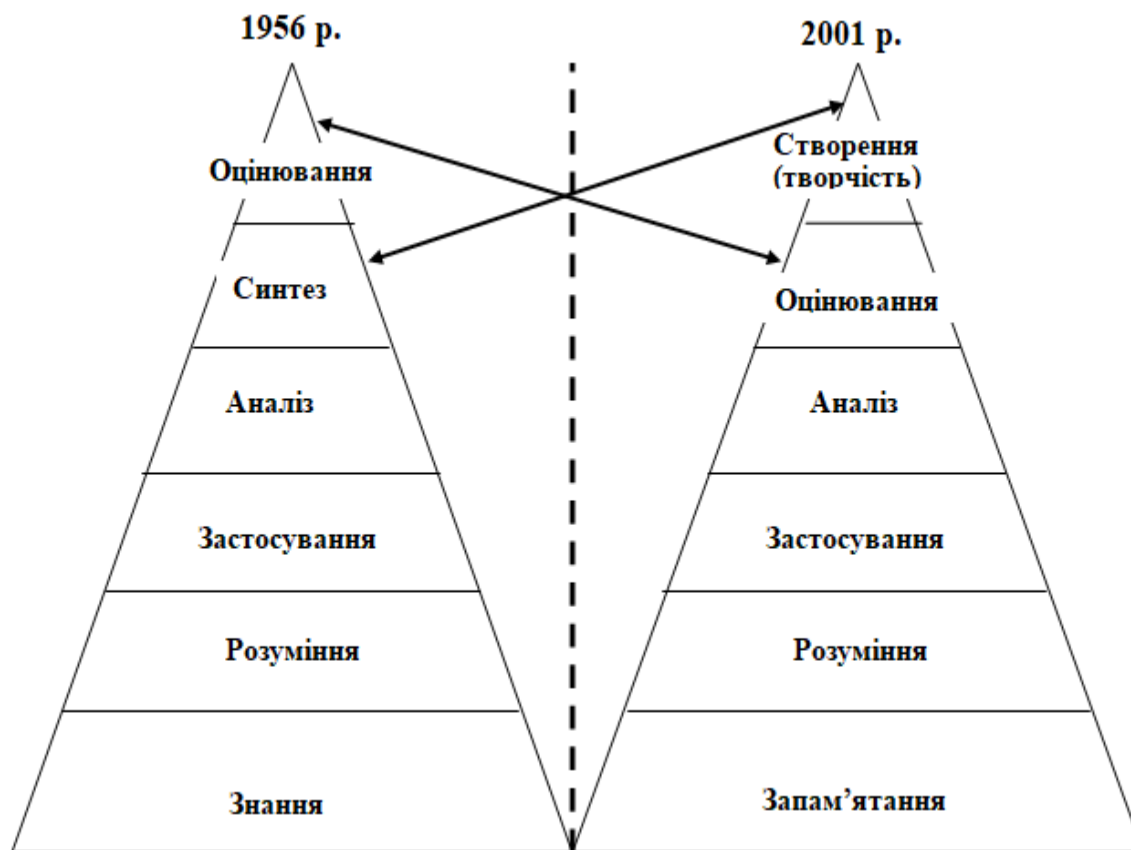 1956 р.
Оцінювання
Синтез
Аналіз
Застосування
Розуміння
Знання
2001 р.
Створення
(творчість)
Оцінювання
Аналіз
Застосування
Розуміння
Запам’ятання